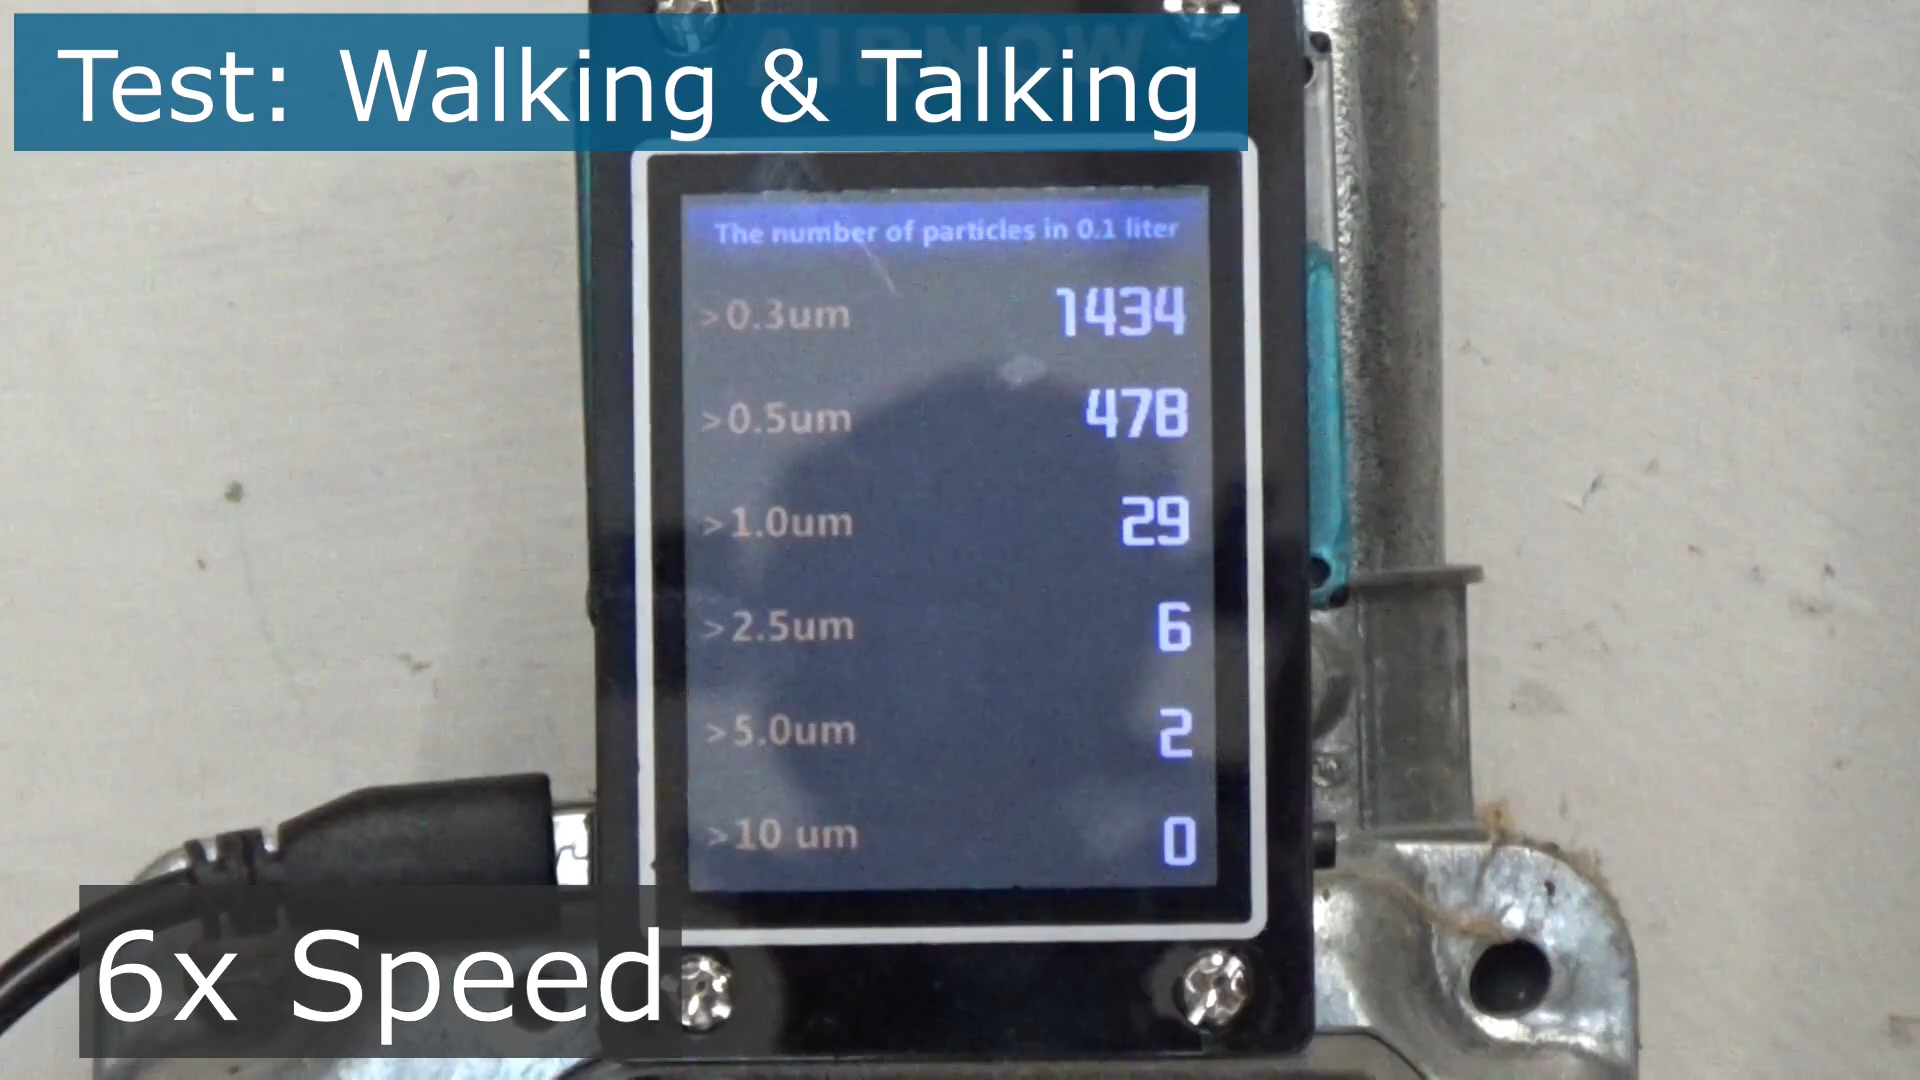 Test: Walking & Talking
AIRNOW
The number of particles in 0.1 liter
>0.3um 1434
>0.5um 478
>1.0um 29
>2.5um 6
>5.0um 2
>10 um 0
6x Speed